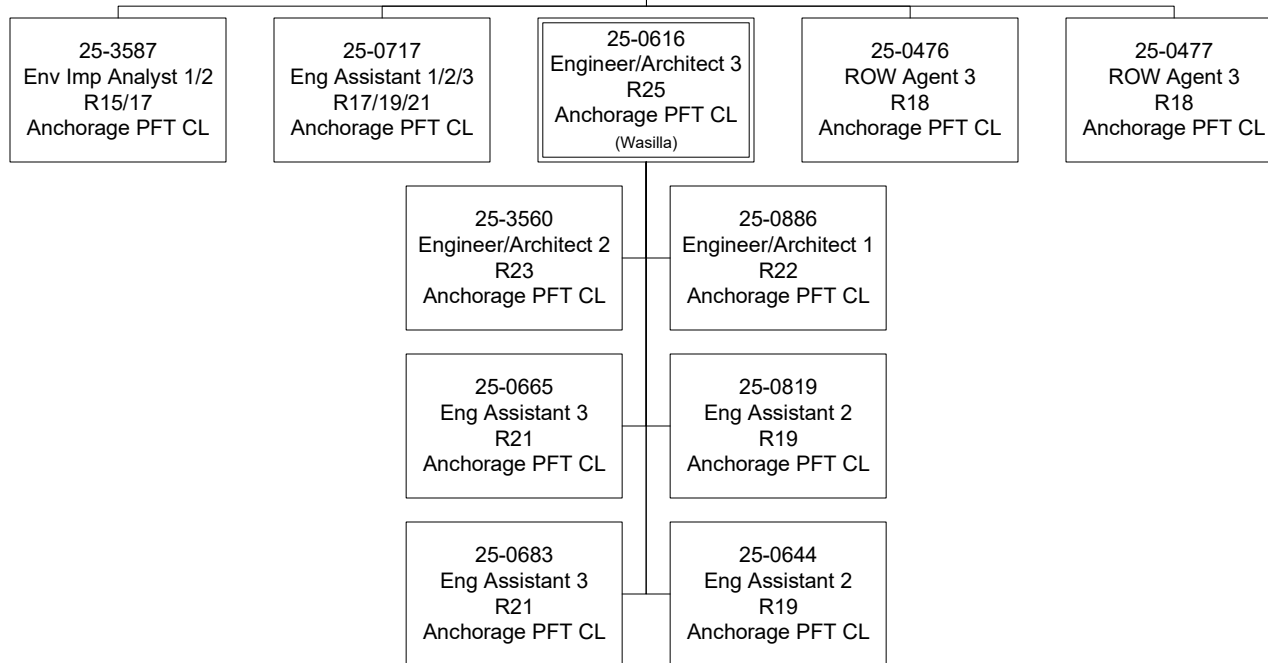 25-3587
Env Imp Analyst 1/2
R15/17
Anchorage PFT CL
25-0717
Eng Assistant 1/2/3
R17/19/21
Anchorage PFT CL
25-0616
Engineer/Architect 3
R25
Anchorage PFT CL
(Wasilla)
25-0476
ROW Agent 3
R18
Anchorage PFT CL
25-0477
ROW Agent 3
R18
Anchorage PFT CL
25-3560
Engineer/Architect 2
R23
Anchorage PFT CL
25-0886
Engineer/Architect 1
R22
Anchorage PFT CL
25-0665
Eng Assistant 3
R21
Anchorage PFT CL
25-0819
Eng Assistant 2
R19
Anchorage PFT CL
25-0683
Eng Assistant 3
R21
Anchorage PFT CL
25-0644
Eng Assistant 2
R19
Anchorage PFT CL